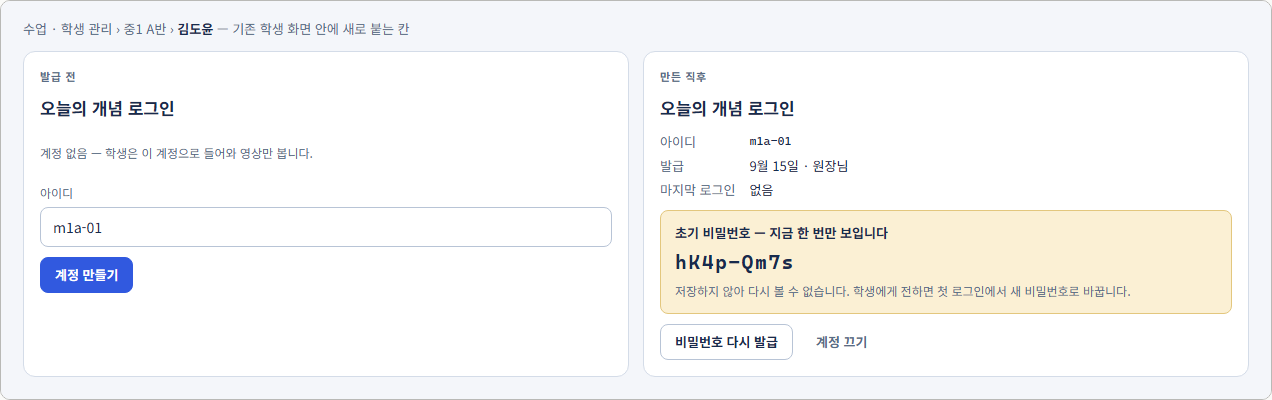 수업 · 학생 관리 › 중1 A반 › 김도윤 — 기존 학생 화면 안에 새로 붙는 칸
발급 전
오늘의 개념 로그인
계정 없음 — 학생은 이 계정으로 들어와 영상만 봅니다.
아이디
m1a-01
계정 만들기
만든 직후
오늘의 개념 로그인
아이디 m1a-01
발급 9월 15일 · 원장님
마지막 로그인 없음
초기 비밀번호 — 지금 한 번만 보입니다
hK4p-Qm7s
저장하지 않아 다시 볼 수 없습니다. 학생에게 전하면 첫 로그인에서 새 비밀번호로 바꿉니다.
비밀번호 다시 발급 계정 끄기